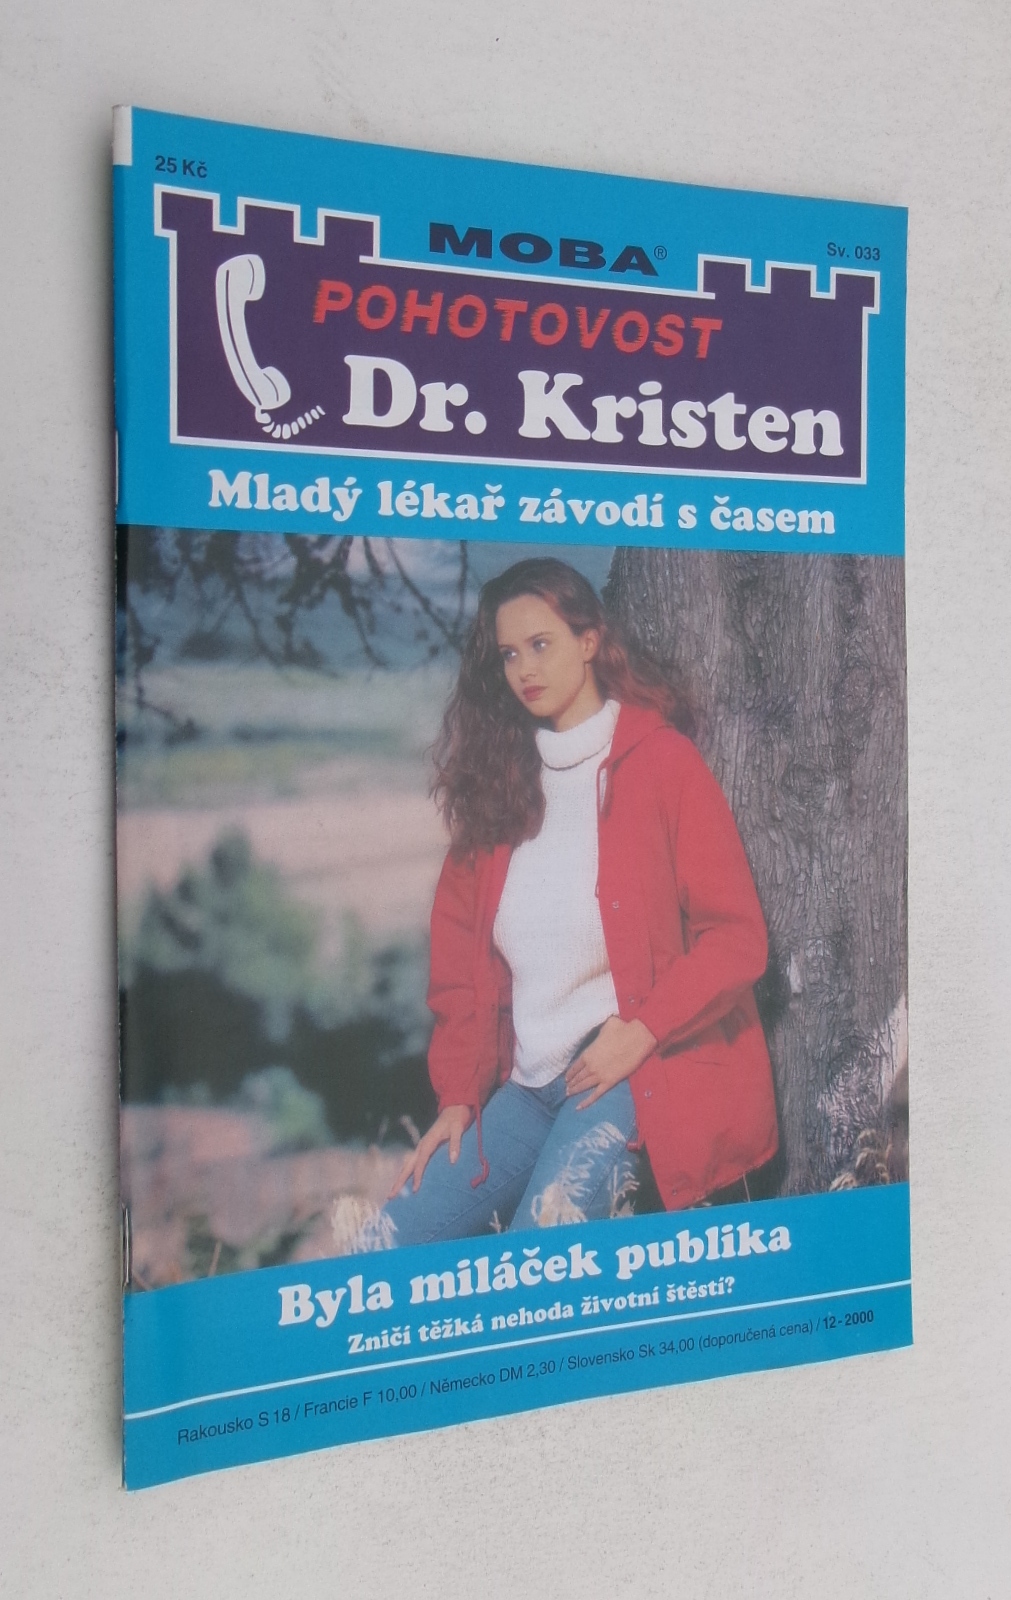 25 Kč
MOBA®
Sv. 033
POHOTOVOST
Dr. Kristen
Mladý lékař závodí s časem
Byla miláček publika
Zničí těžká nehoda životní štěstí?
Rakousko S 18 / Francie F 10,00 / Německo DM 2,30 / Slovensko Sk 34,00 (doporučená cena) / 12 - 2000